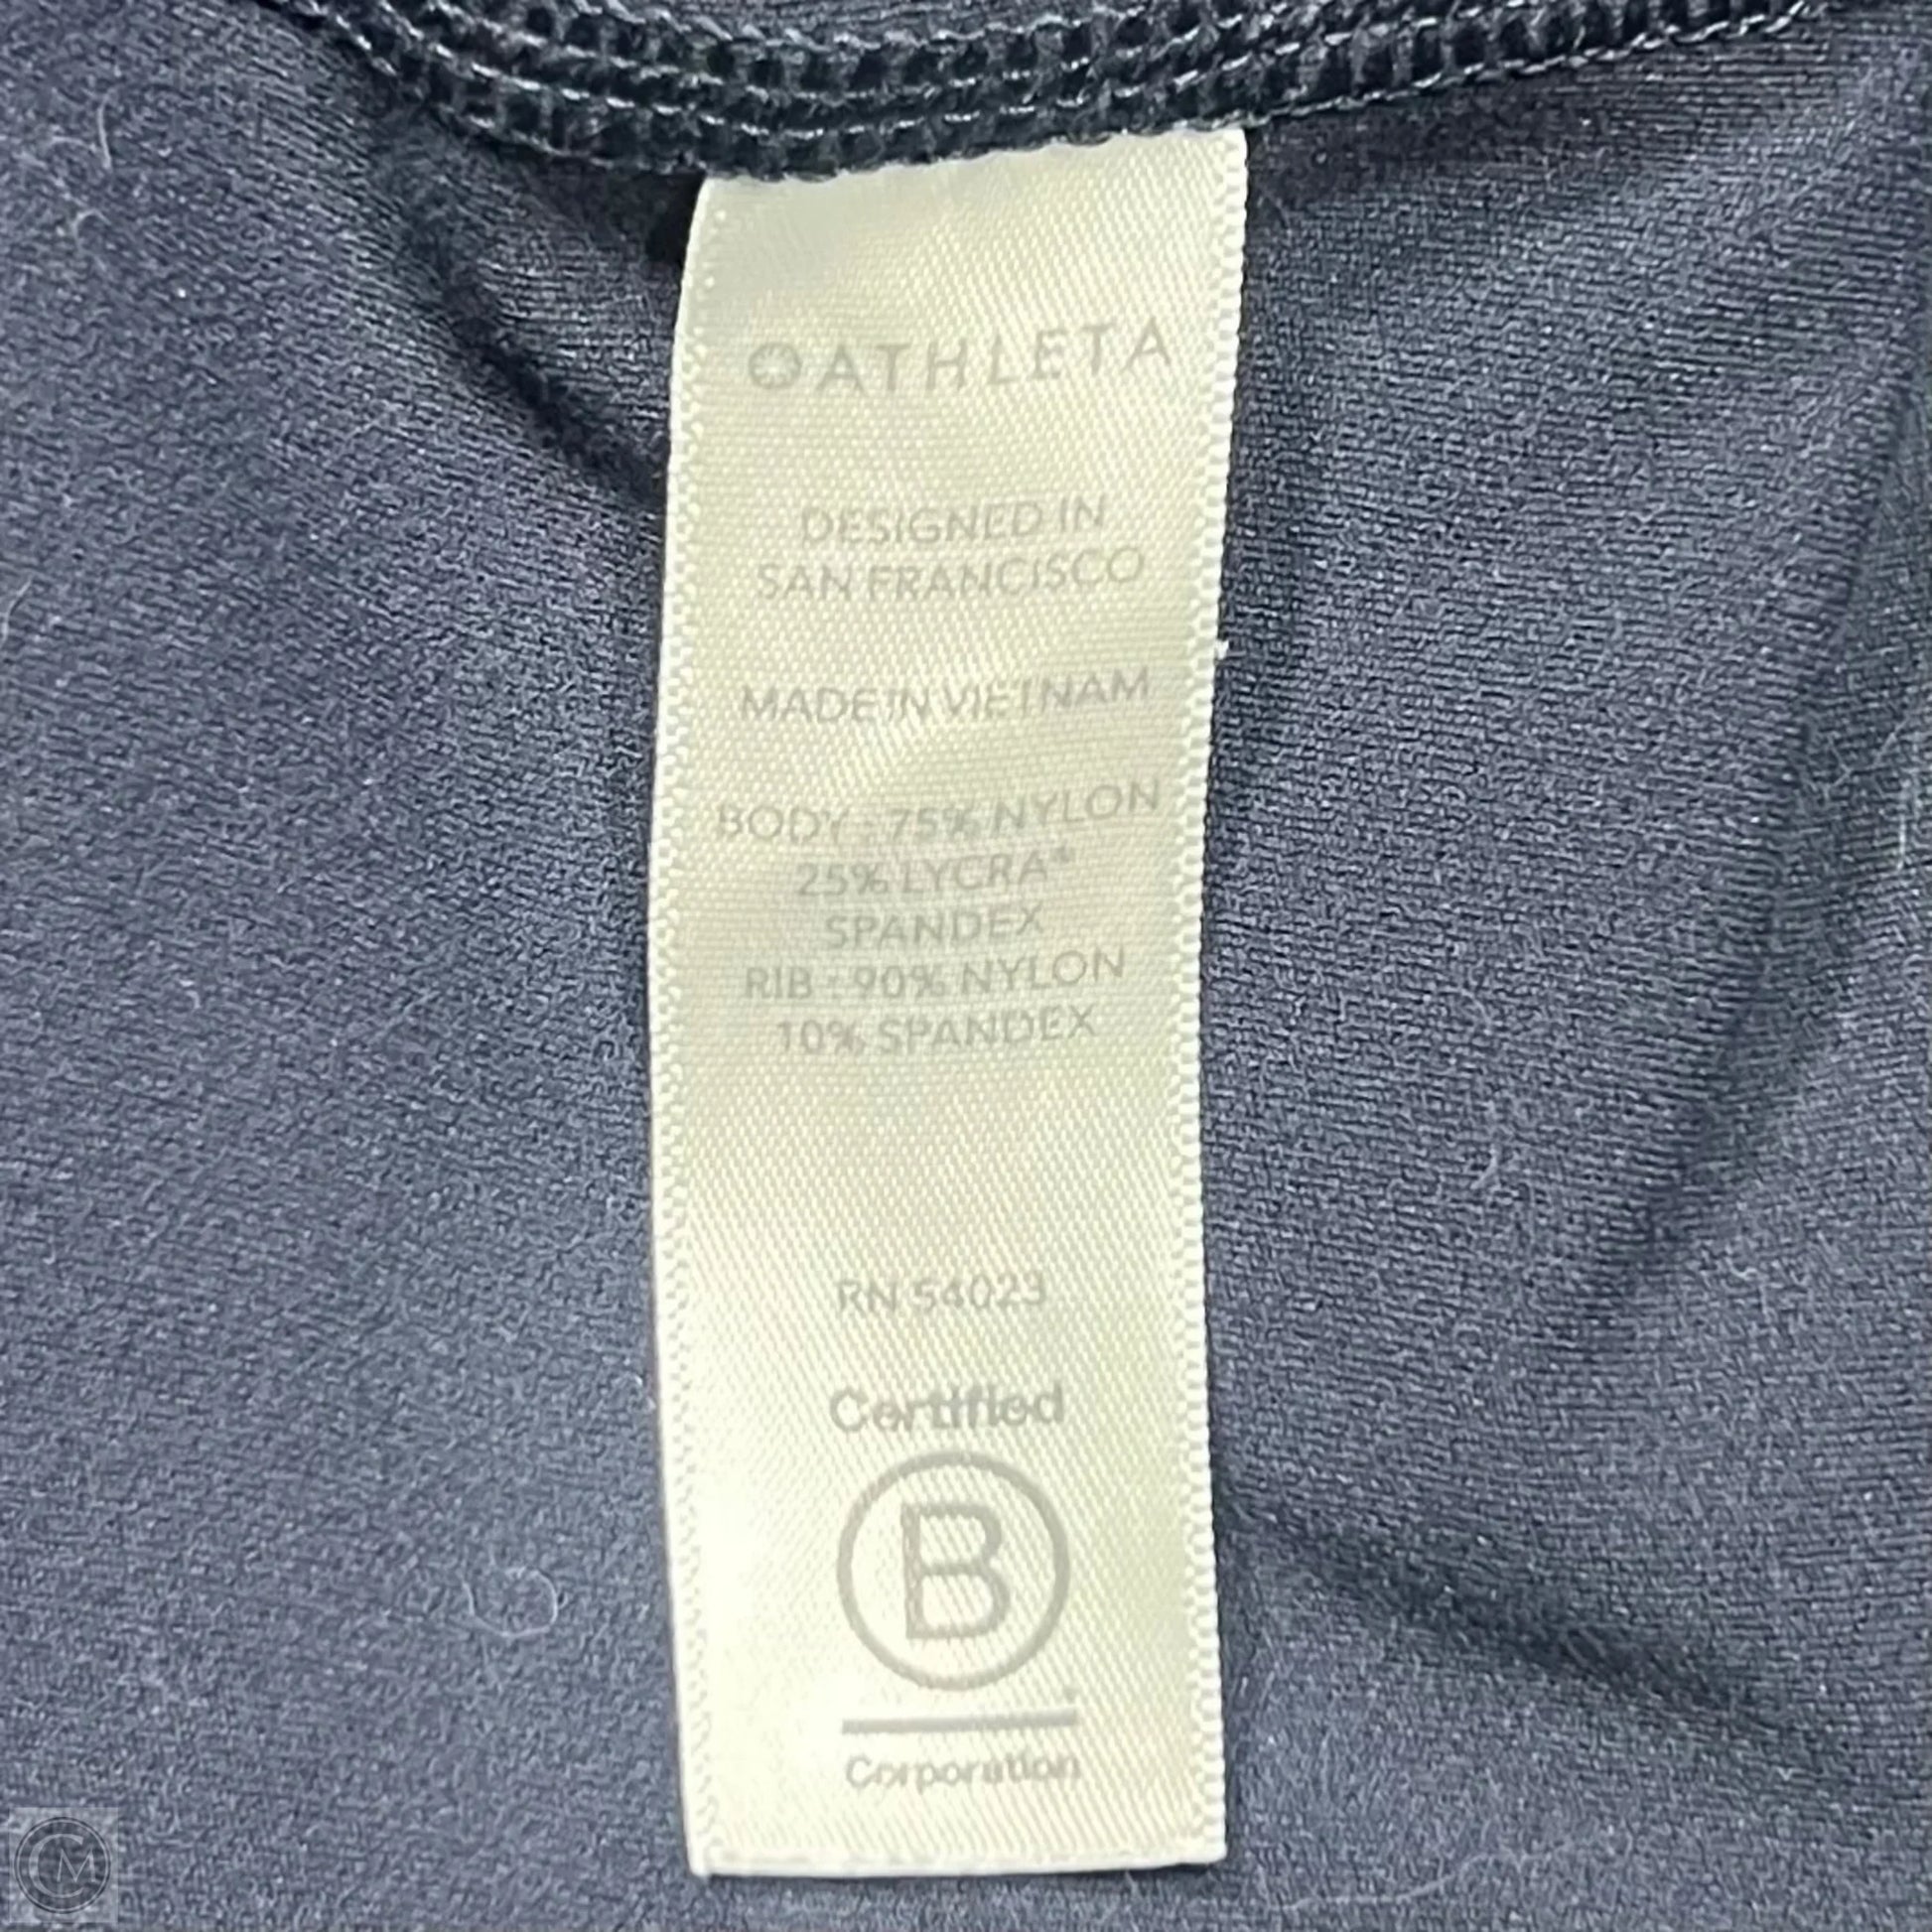 ATHLETA
DESIGNED IN
SAN FRANCISCO
MADE IN VIETNAM
BODY : 75% NYLON
25% LYCRA®
SPANDEX
RIB : 90% NYLON
10% SPANDEX
RN 54023
Certified
B
Corporation
CM